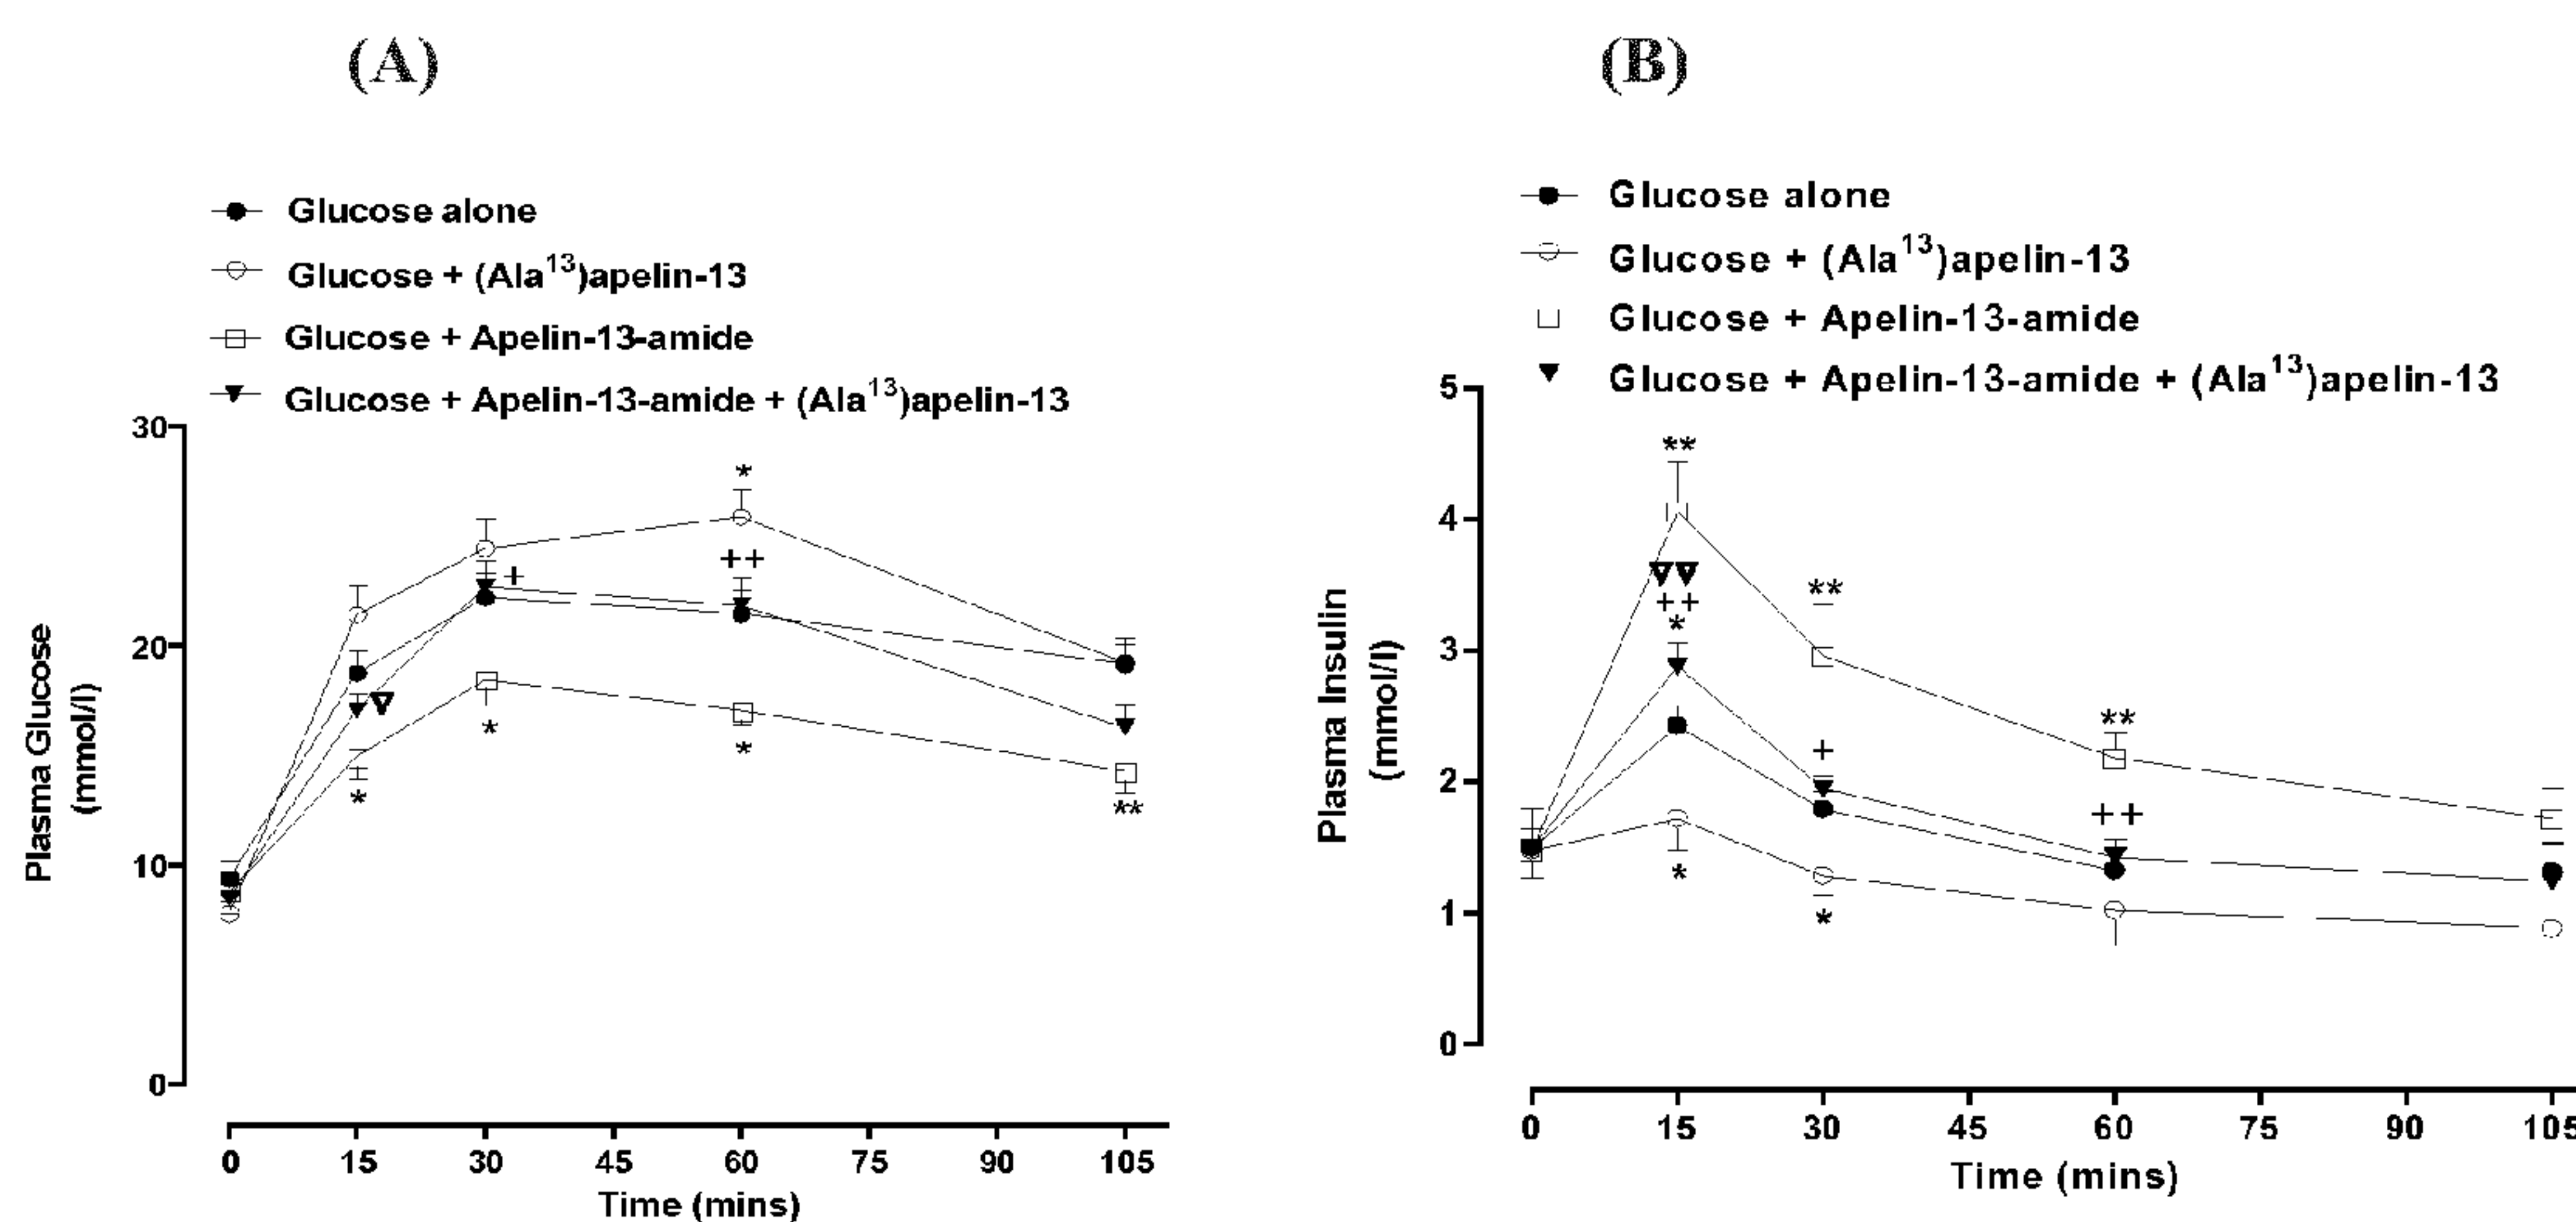 (A)
Glucose alone
Glucose + (Ala13)apelin-13
Glucose + Apelin-13-amide
Glucose + Apelin-13-amide + (Ala13)apelin-13
30
20
10
0
Plasma Glucose
(mmol/l)
*
++
+
*
*
*
**
0 15 30 45 60 75 90 105
Time (mins)
(B)
Glucose alone
Glucose + (Ala13)apelin-13
Glucose + Apelin-13-amide
Glucose + Apelin-13-amide + (Ala13)apelin-13
5
4
3
2
1
0
Plasma Insulin
(mmol/l)
**
++
*
**
**
+
++
*
*
0 15 30 45 60 75 90 105
Time (mins)